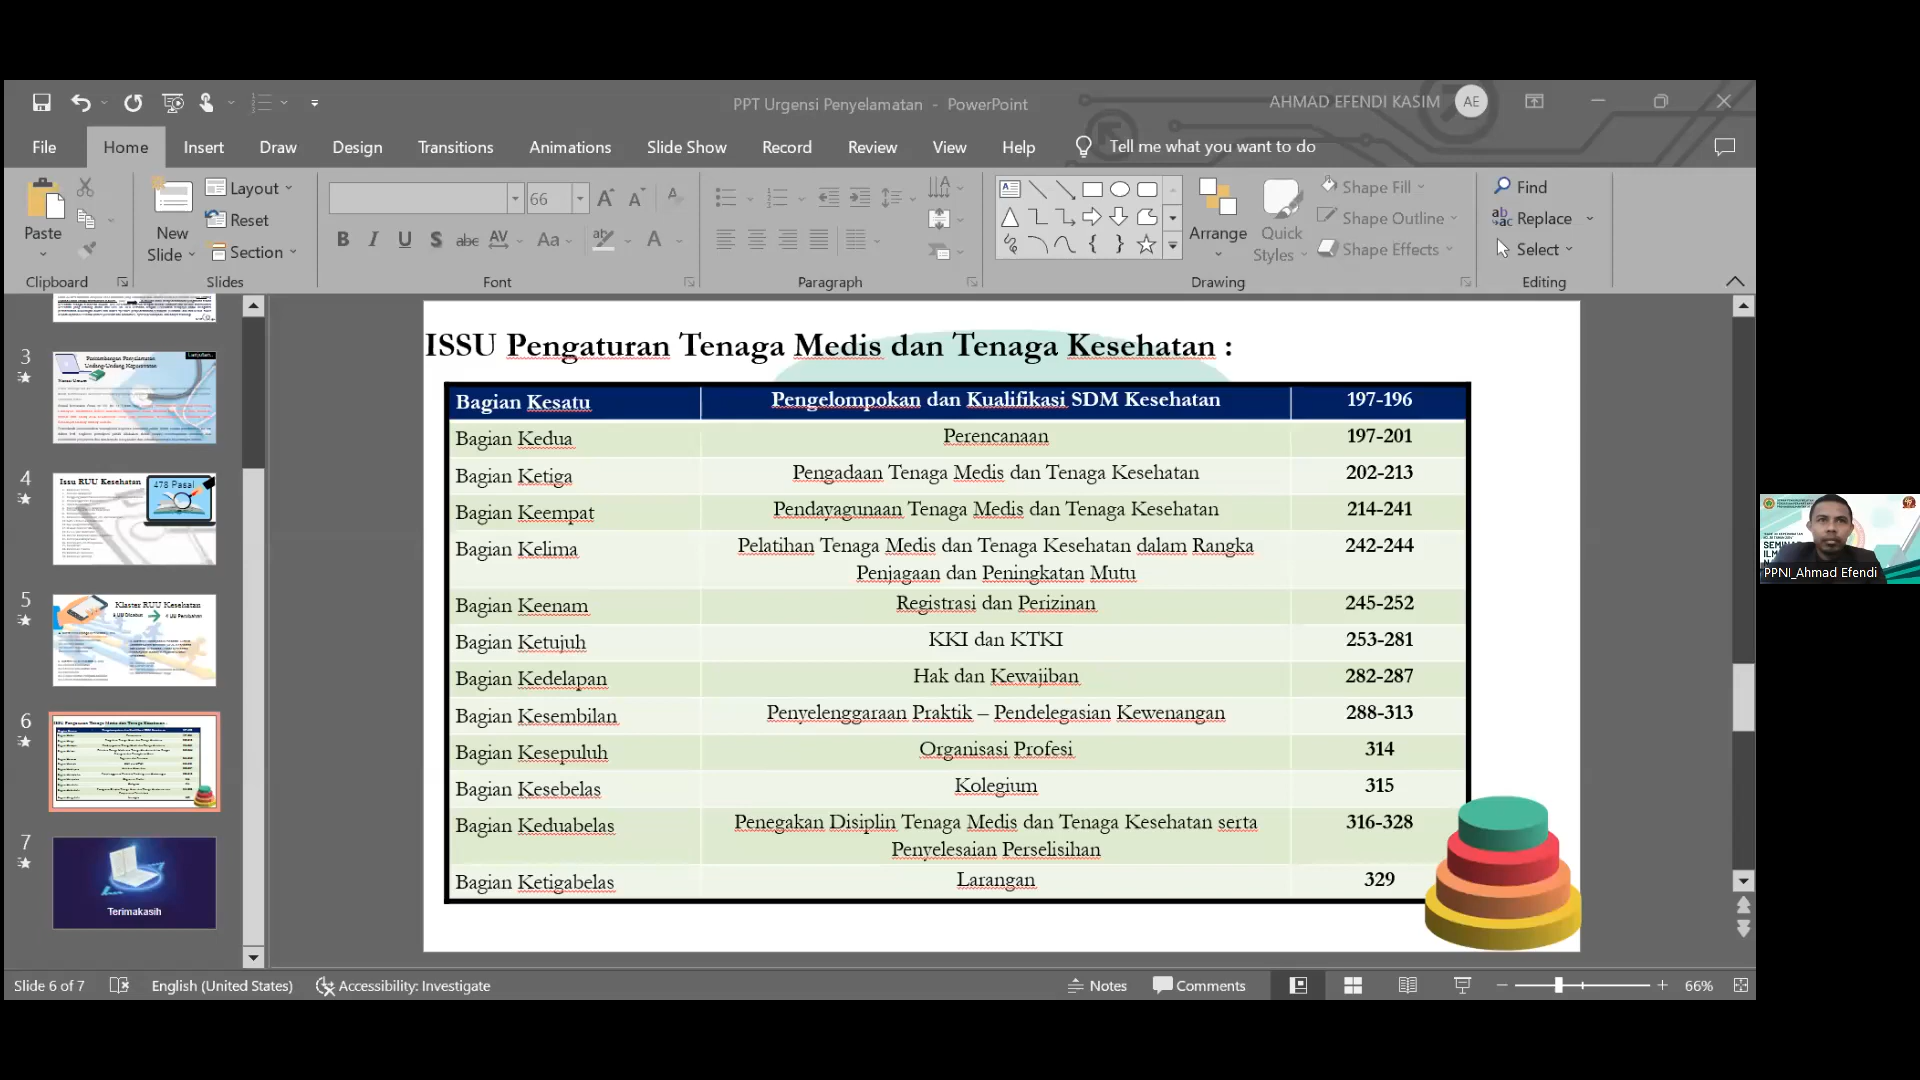 PPT Urgensi Penyelamatan - PowerPoint
AHMAD EFENDI KASIM AE
File Home Insert Draw Design Transitions Animations Slide Show Record Review View Help Tell me what you want to do
Paste
Clipboard
New Slide
Layout
Reset
Section
Slides
66
Font
Paragraph
Arrange
Quick Styles
Shape Fill
Shape Outline
Shape Effects
Drawing
Find
Replace
Select
Editing
3
4
Issu RUU Kesehatan
478 Pasal
5
Klaster RUU Kesehatan
6
7
Terimakasih
ISSU Pengaturan Tenaga Medis dan Tenaga Kesehatan :
Bagian Kesatu Pengelompokan dan Kualifikasi SDM Kesehatan 197-196
Bagian Kedua Perencanaan 197-201
Bagian Ketiga Pengadaan Tenaga Medis dan Tenaga Kesehatan 202-213
Bagian Keempat Pendayagunaan Tenaga Medis dan Tenaga Kesehatan 214-241
Bagian Kelima Pelatihan Tenaga Medis dan Tenaga Kesehatan dalam Rangka 242-244
Penjagaan dan Peningkatan Mutu
Bagian Keenam Registrasi dan Perizinan 245-252
Bagian Ketujuh KKI dan KTKI 253-281
Bagian Kedelapan Hak dan Kewajiban 282-287
Bagian Kesembilan Penyelenggaraan Praktik – Pendelegasian Kewenangan 288-313
Bagian Kesepuluh Organisasi Profesi 314
Bagian Kesebelas Kolegium 315
Bagian Keduabelas Penegakan Disiplin Tenaga Medis dan Tenaga Kesehatan serta 316-328
Penyelesaian Perselisihan
Bagian Ketigabelas Larangan 329
PPNI_Ahmad Efendi
Slide 6 of 7 English (United States) Accessibility: Investigate Notes Comments 66%